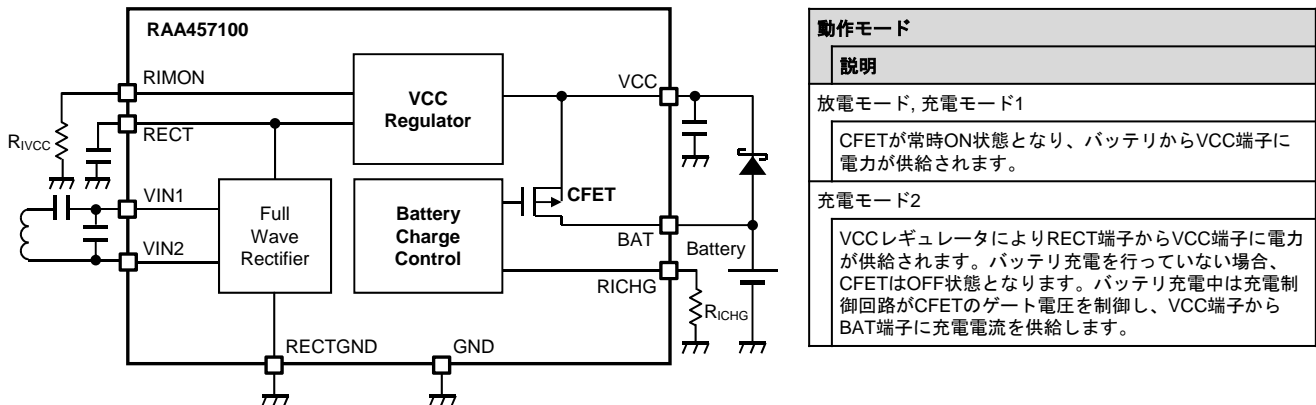 RAA457100
RIMON
RECT
R_IVCC
VIN1
VIN2
Full
Wave
Rectifier
VCC
Regulator
Battery
Charge
Control
CFET
VCC
BAT
Battery
RICHG
R_ICHG
RECTGND
GND
動作モード
説明
放電モード, 充電モード1
CFETが常時ON状態となり、バッテリからVCC端子に
電力が供給されます。
充電モード2
VCCレギュレータによりRECT端子からVCC端子に電力
が供給されます。バッテリ充電を行っていない場合、
CFETはOFF状態となります。バッテリ充電中は充電制
御回路がCFETのゲート電圧を制御し、VCC端子から
BAT端子に充電電流を供給します。